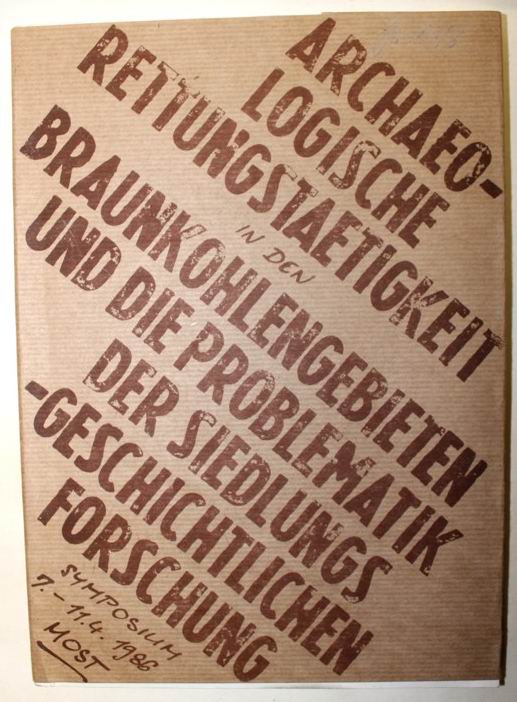 ARCHAEO-
LOGISCHE
RETTUNGSTAETIGKEIT
IN DEN
BRAUNKOHLENGEBIETEN
UND DIE PROBLEMATIK
DER SIEDLUNGS
-GESCHICHTLICHEN
FORSCHUNG
SYMPOSIUM
7.-11.4. 1986
MOST